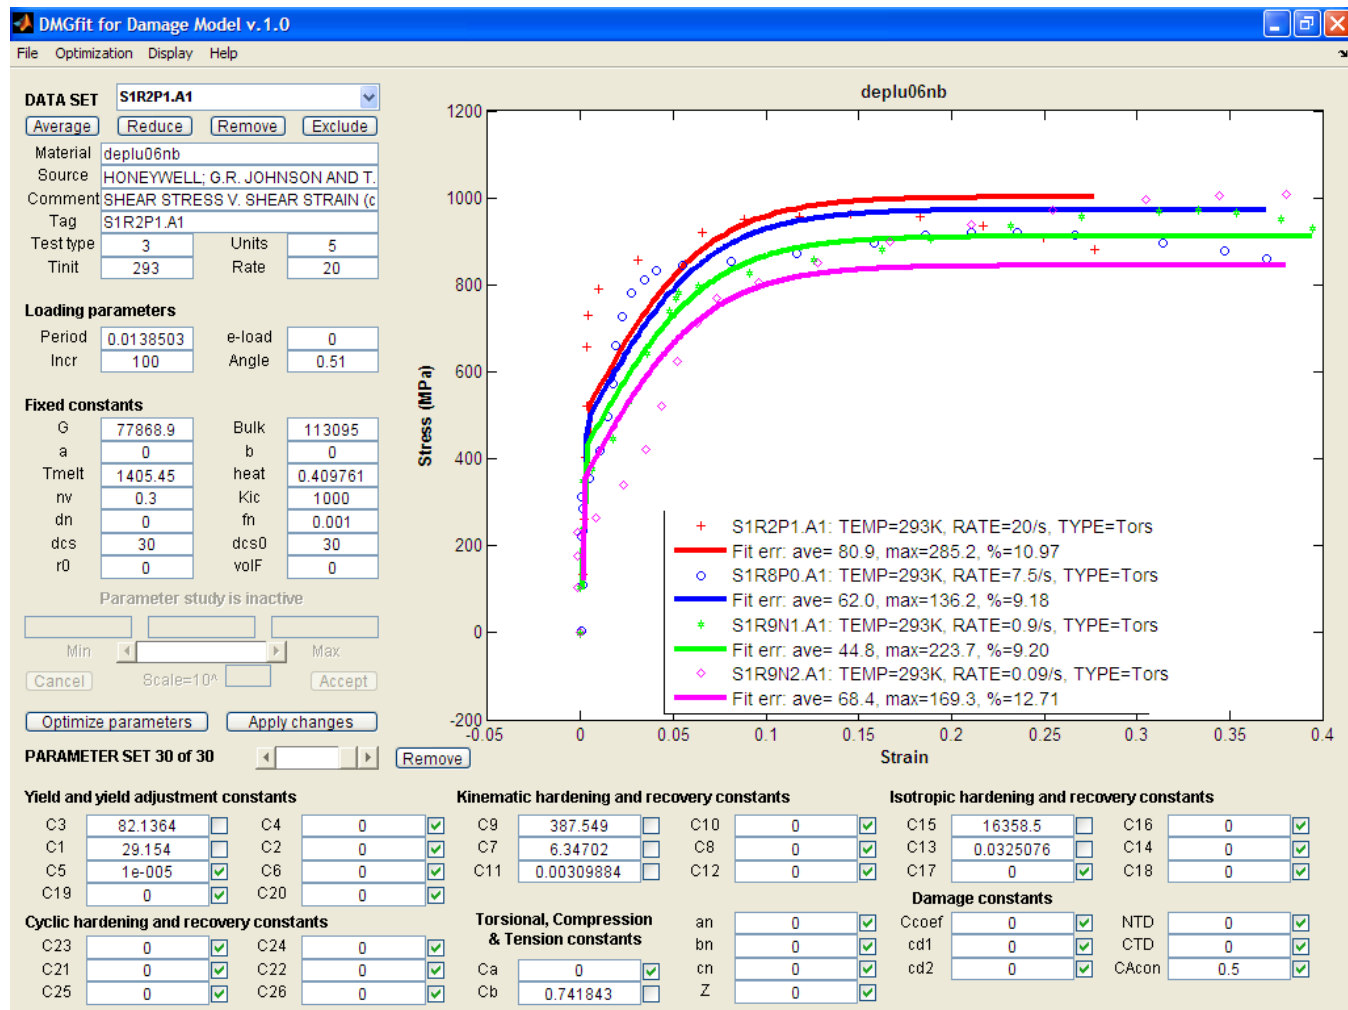 DMGfit for Damage Model v.1.0
File Optimization Display Help
DATA SET S1R2P1.A1
Average Reduce Remove Exclude
Material deplu06nb
Source HONEYWELL; G.R. JOHNSON AND T.
Comment SHEAR STRESS V. SHEAR STRAIN (c
Tag S1R2P1.A1
Test type 3 Units 5
Tinit 293 Rate 20
Loading parameters
Period 0.0138503 e-load 0
Incr 100 Angle 0.51
Fixed constants
G 77868.9 Bulk 113095
a 0 b 0
Tmelt 1405.45 heat 0.409761
nv 0.3 Kic 1000
dn 0 fn 0.001
dcs 30 dcs0 30
r0 0 volF 0
Parameter study is inactive
Min Max
Cancel Scale=10^ Accept
Optimize parameters Apply changes
PARAMETER SET 30 of 30 Remove
deplu06nb
1200
1000
800
600
400
200
0
-200
Stress (MPa)
-0.05 0 0.05 0.1 0.15 0.2 0.25 0.3 0.35 0.4
Strain
S1R2P1.A1: TEMP=293K, RATE=20/s, TYPE=Tors
Fit err: ave= 80.9, max=285.2, %=10.97
S1R8P0.A1: TEMP=293K, RATE=7.5/s, TYPE=Tors
Fit err: ave= 62.0, max=136.2, %=9.18
S1R9N1.A1: TEMP=293K, RATE=0.9/s, TYPE=Tors
Fit err: ave= 44.8, max=223.7, %=9.20
S1R9N2.A1: TEMP=293K, RATE=0.09/s, TYPE=Tors
Fit err: ave= 68.4, max=169.3, %=12.71
Yield and yield adjustment constants
C3 82.1364 C4 0
C1 29.154 C2 0
C5 1e-005 C6 0
C19 0 C20 0
Cyclic hardening and recovery constants
C23 0 C24 0
C21 0 C22 0
C25 0 C26 0
Kinematic hardening and recovery constants
C9 387.549 C10 0
C7 6.34702 C8 0
C11 0.00309884 C12 0
Torsional, Compression
& Tension constants
Ca 0
Cb 0.741843
an 0
bn 0
cn 0
Z 0
Isotropic hardening and recovery constants
C15 16358.5 C16 0
C13 0.0325076 C14 0
C17 0 C18 0
Damage constants
Ccoef 0 NTD 0
cd1 0 CTD 0
cd2 0 CAcon 0.5